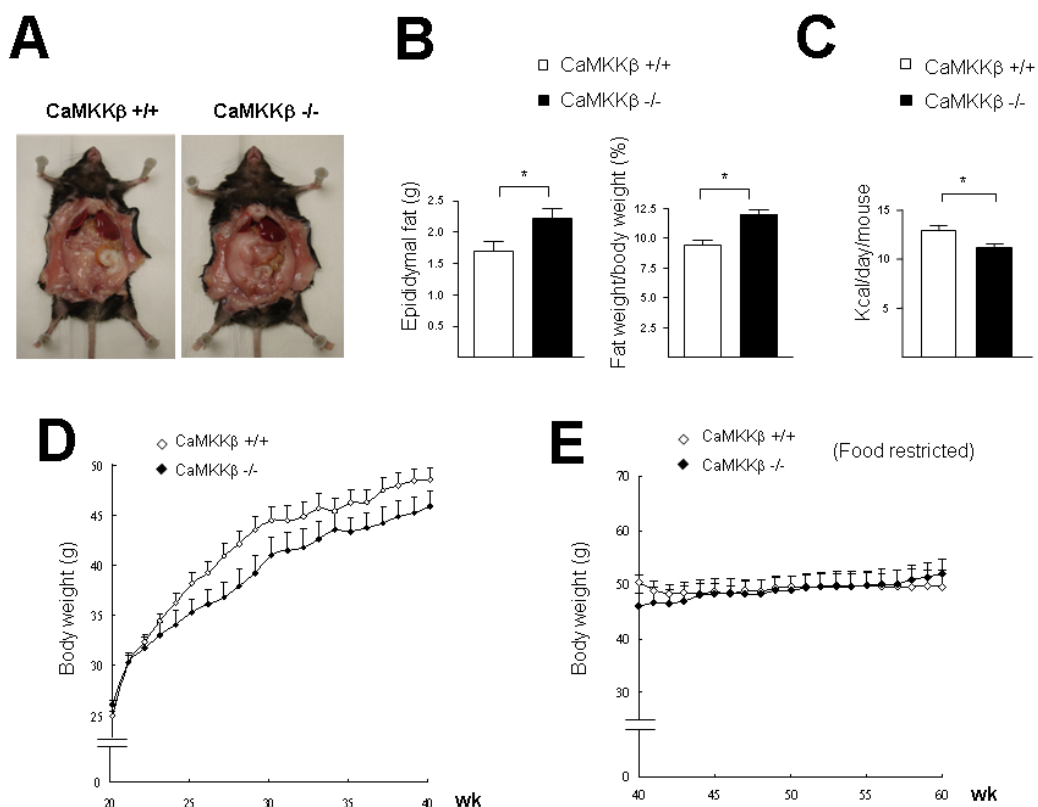 A
CaMKKβ +/+
CaMKKβ -/-
B
CaMKKβ +/+
CaMKKβ -/-
Epididymal fat (g)
2.5
2.0
1.5
1.0
0.5
*
Fat weight/body weight (%)
12.5
10.0
7.5
5.0
2.5
*
C
CaMKKβ +/+
CaMKKβ -/-
Kcal/day/mouse
15
10
5
*
D
CaMKKβ +/+
CaMKKβ -/-
Body weight (g)
50
45
40
35
30
25
0
20 25 30 35 40 wk
E
CaMKKβ +/+
CaMKKβ -/-
(Food restricted)
Body weight (g)
70
60
50
40
30
0
40 45 50 55 60 wk